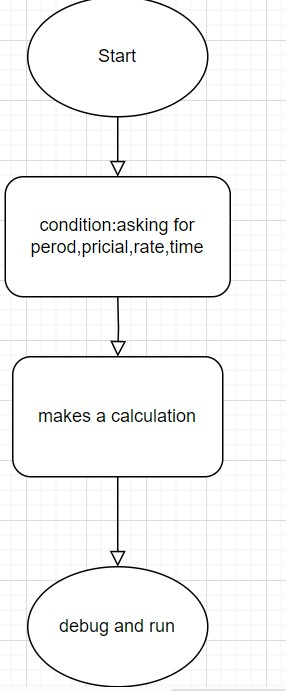 Start
condition:asking for
perod,pricial,rate,time
makes a calculation
debug and run